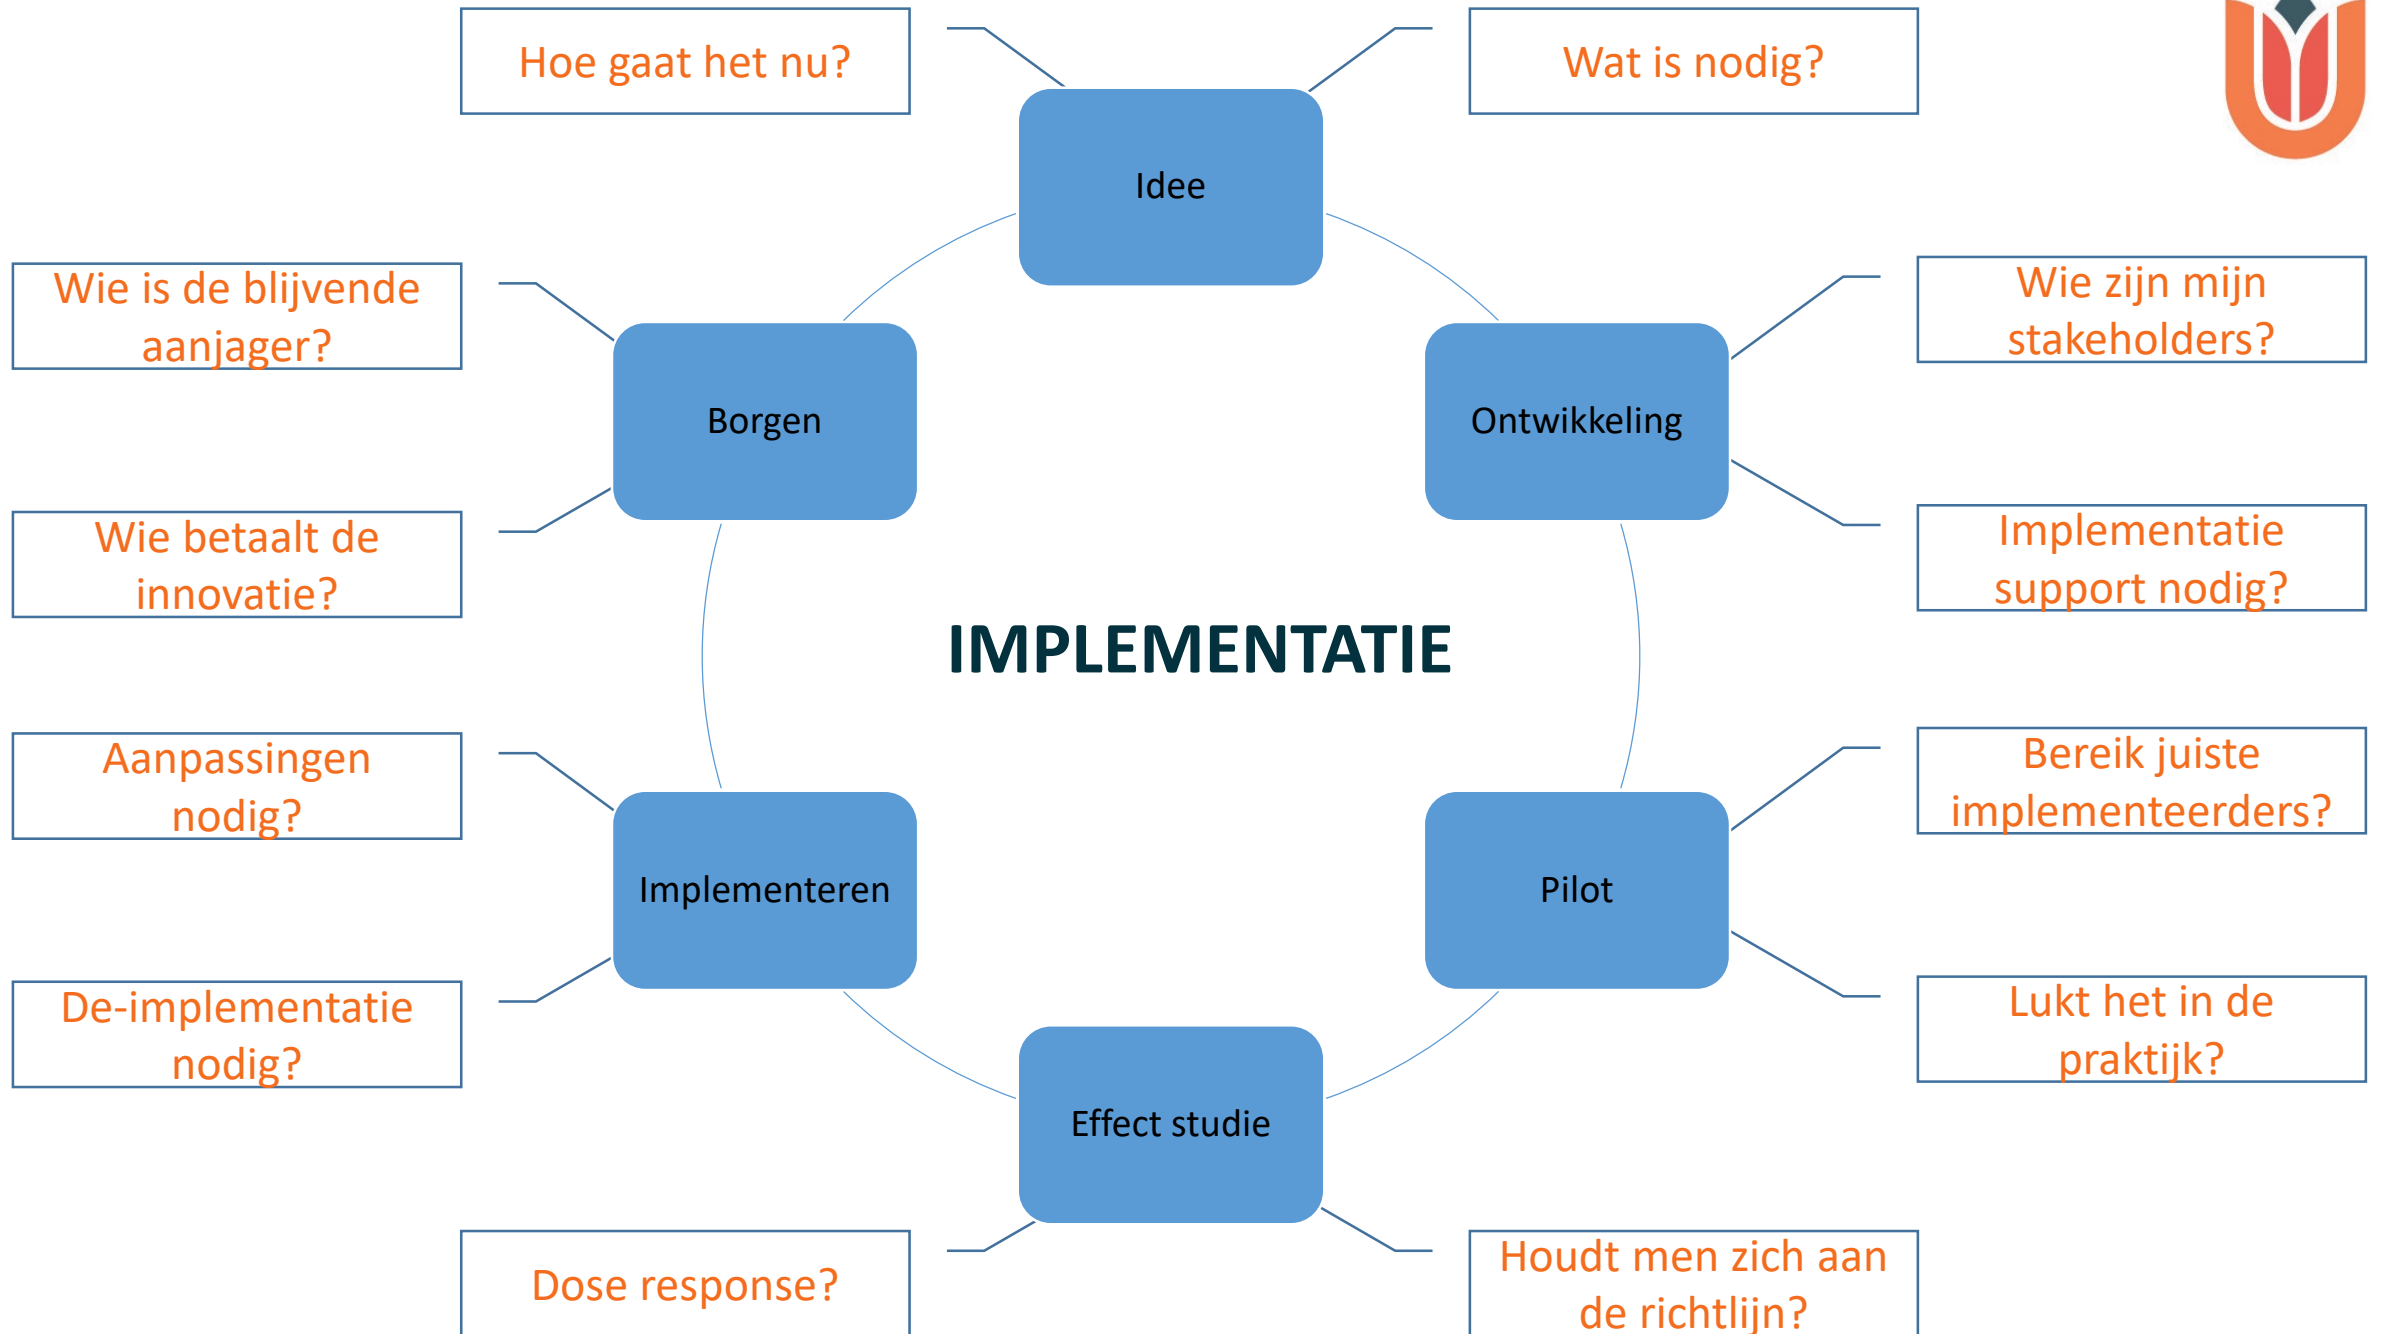 Hoe gaat het nu?
Wat is nodig?
Idee
Wie is de blijvende
aanjager?
Wie zijn mijn
stakeholders?
Borgen
Ontwikkeling
Wie betaalt de
innovatie?
Implementatie
support nodig?
IMPLEMENTATIE
Aanpassingen
nodig?
Bereik juiste
implementeerders?
Implementeren
Pilot
De-implementatie
nodig?
Lukt het in de
praktijk?
Effect studie
Dose response?
Houdt men zich aan
de richtlijn?